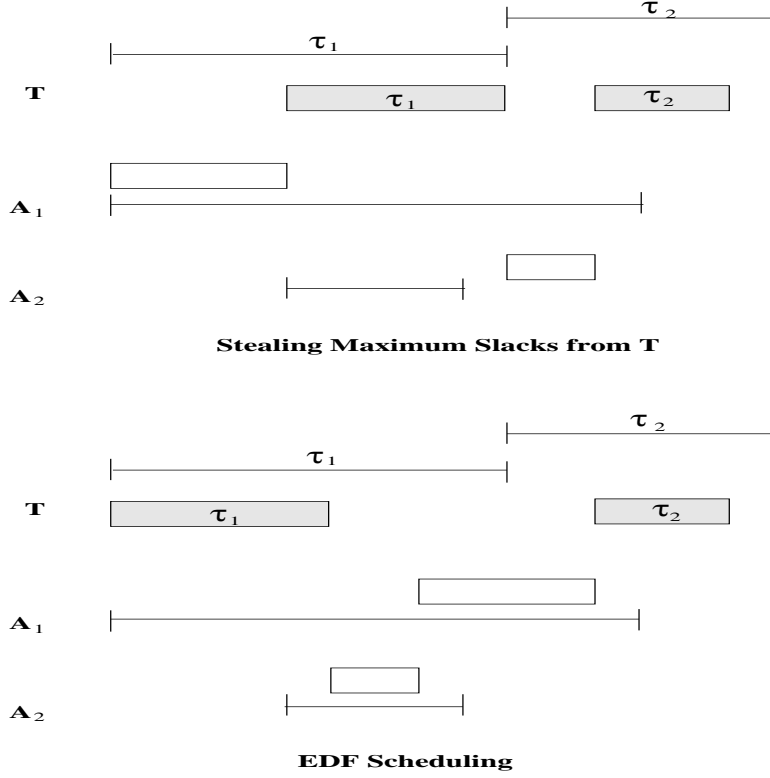 τ₂
τ₁
T
τ₁
τ₂
A₁
A₂
Stealing Maximum Slacks from T
τ₂
τ₁
T
τ₁
τ₂
A₁
A₂
EDF Scheduling